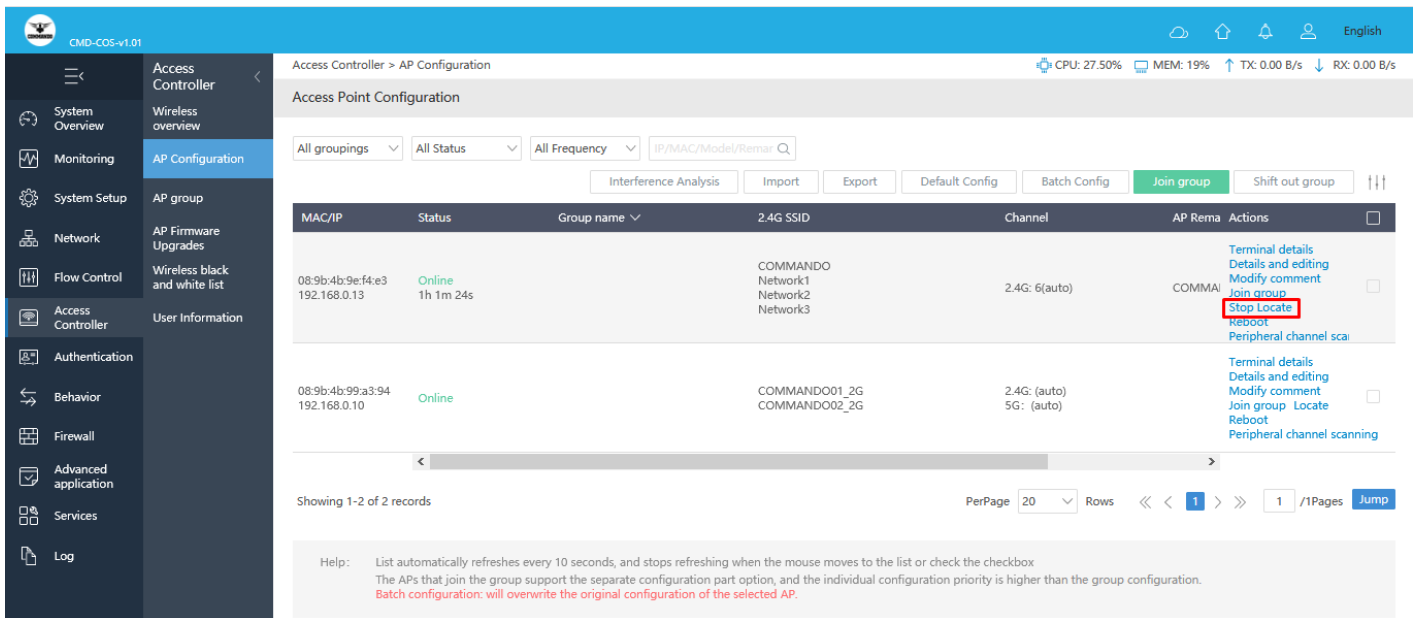 CMD-COS-v1.01
English
Access Controller
System Overview
Monitoring
System Setup
Network
Flow Control
Access Controller
Authentication
Behavior
Firewall
Advanced application
Services
Log
Wireless overview
AP Configuration
AP group
AP Firmware Upgrades
Wireless black and white list
User Information
Access Controller > AP Configuration
CPU: 27.50% MEM: 19% TX: 0.00 B/s RX: 0.00 B/s
Access Point Configuration
All groupings All Status All Frequency IP/MAC/Model/Remar
Interference Analysis Import Export Default Config Batch Config Join group Shift out group
MAC/IP Status Group name 2.4G SSID Channel AP Rema Actions
08:9b:4b:9e:f4:e3
192.168.0.13
Online
1h 1m 24s
COMMANDO
Network1
Network2
Network3
2.4G: 6(auto)
COMMAI
Terminal details
Details and editing
Modify comment
Join group
Stop Locate
Reboot
Peripheral channel sca
08:9b:4b:99:a3:94
192.168.0.10
Online
COMMANDO01_2G
COMMANDO02_2G
2.4G: (auto)
5G: (auto)
Terminal details
Details and editing
Modify comment
Join group Locate
Reboot
Peripheral channel scanning
Showing 1-2 of 2 records
PerPage 20 Rows 1 1 /1Pages Jump
Help: List automatically refreshes every 10 seconds, and stops refreshing when the mouse moves to the list or check the checkbox
The APs that join the group support the separate configuration part option, and the individual configuration priority is higher than the group configuration.
Batch configuration: will overwrite the original configuration of the selected AP.